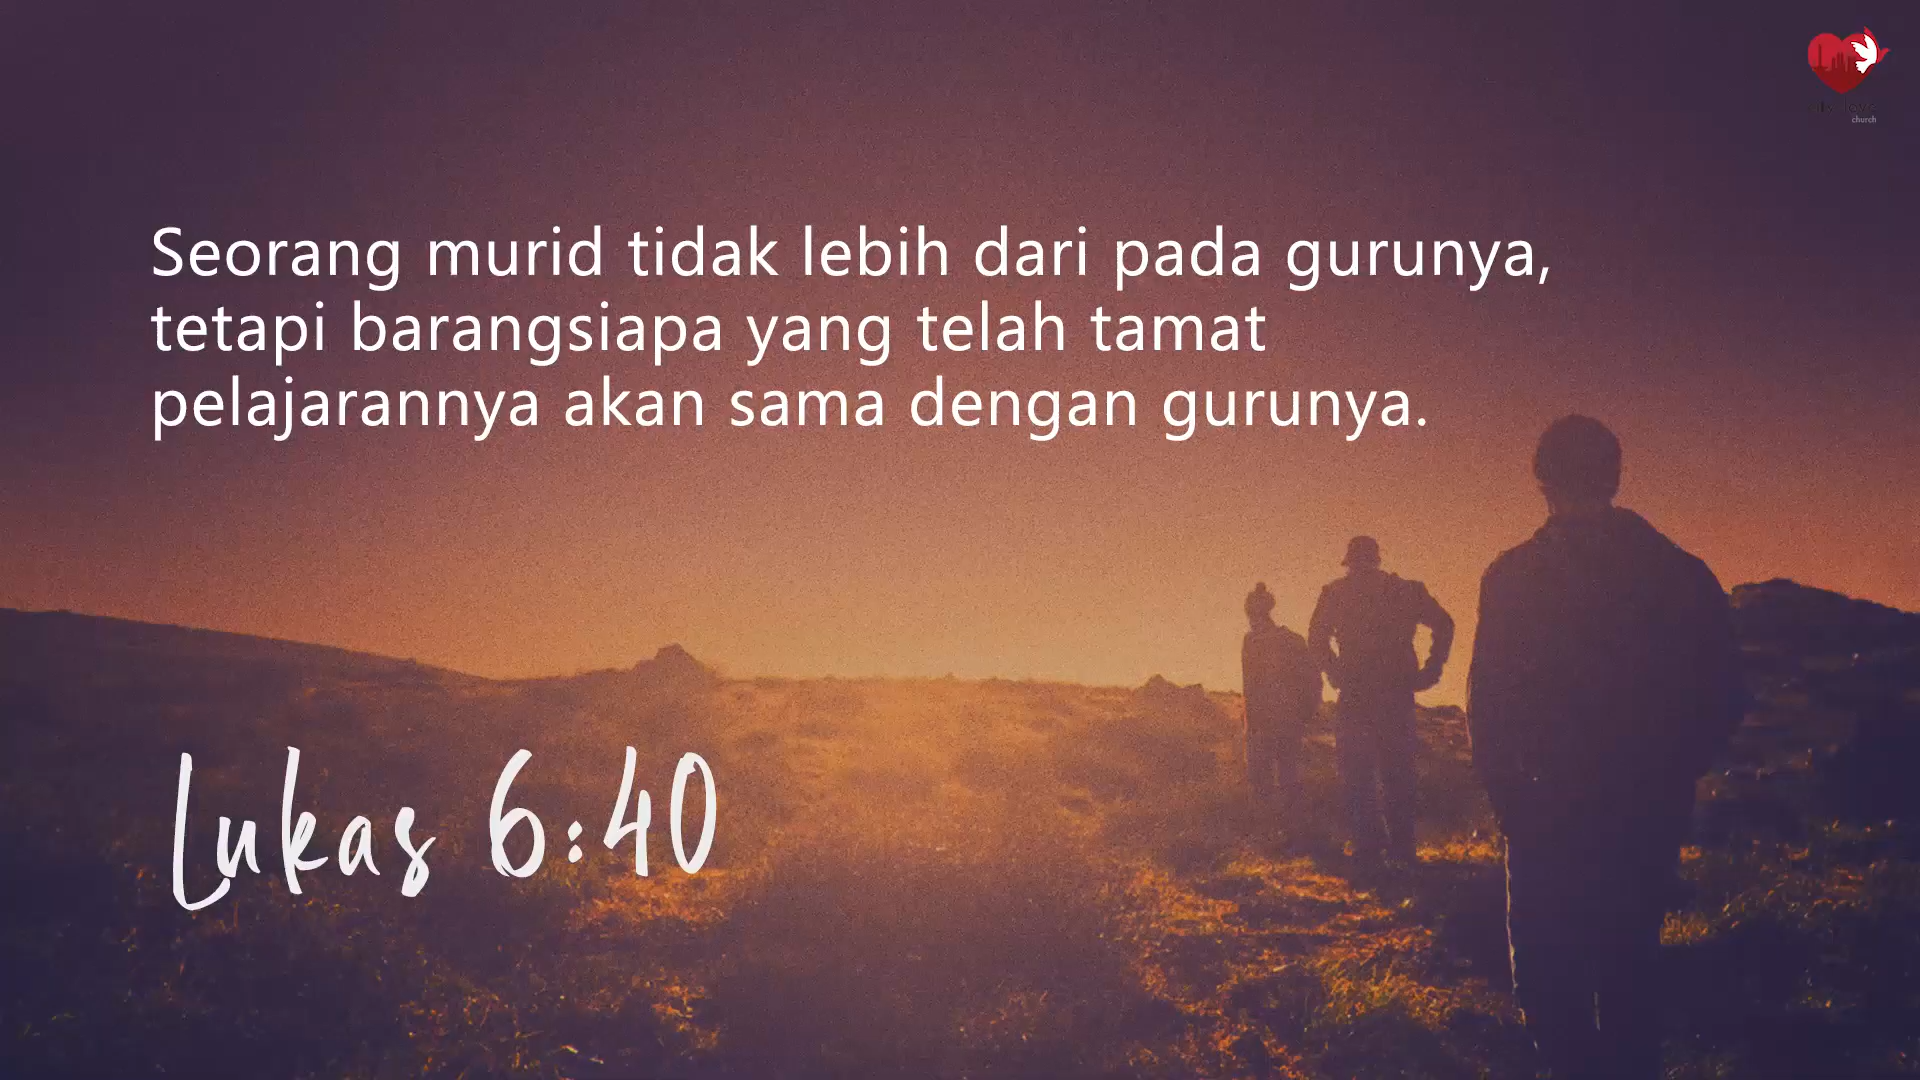 Seorang murid tidak lebih dari pada gurunya,
tetapi barangsiapa yang telah tamat
pelajarannya akan sama dengan gurunya.
Lukas 6:40
church